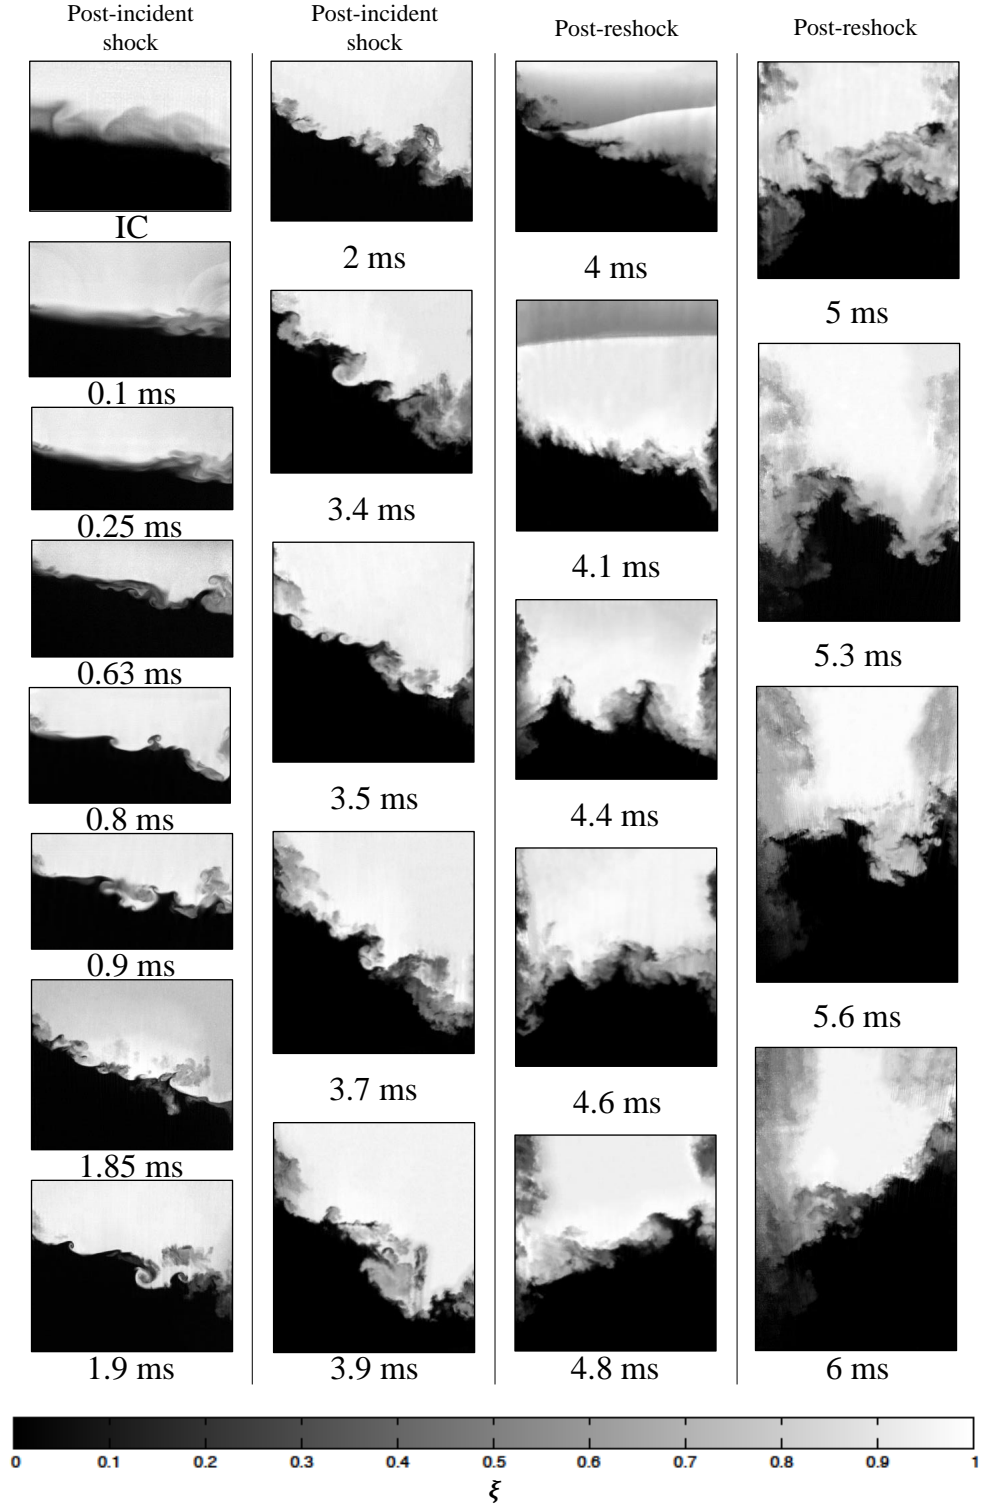 Post-incident
shock
IC
0.1 ms
0.25 ms
0.63 ms
0.8 ms
0.9 ms
1.85 ms
1.9 ms
Post-incident
shock
2 ms
3.4 ms
3.5 ms
3.7 ms
3.9 ms
Post-reshock
4 ms
4.1 ms
4.4 ms
4.6 ms
4.8 ms
Post-reshock
5 ms
5.3 ms
5.6 ms
6 ms
0 0.1 0.2 0.3 0.4 0.5 0.6 0.7 0.8 0.9 1
ξ